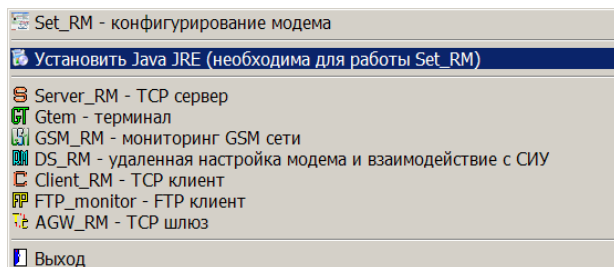 Set_RM - конфигурирование модема
Установить Java JRE (необходима для работы Set_RM)
Server_RM - TCP сервер
Gtem - терминал
GSM_RM - мониторинг GSM сети
DS_RM - удаленная настройка модема и взаимодействие с СИУ
Client_RM - TCP клиент
FTP_monitor - FTP клиент
AGW_RM - TCP шлюз
Выход